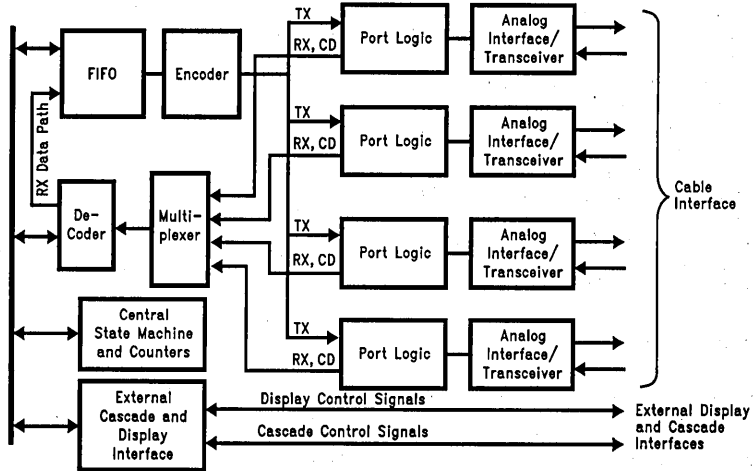 TX
RX, CD
Port Logic
Analog
Interface/
Transceiver
FIFO
Encoder
RX Data Path
TX
RX, CD
Port Logic
Analog
Interface/
Transceiver
De-
Coder
Multi-
plexer
Cable
Interface
TX
RX, CD
Port Logic
Analog
Interface/
Transceiver
Central
State Machine
and Counters
TX
RX, CD
Port Logic
Analog
Interface/
Transceiver
External
Cascade and
Display
Interface
Display Control Signals
Cascade Control Signals
External Display
and Cascade
Interfaces